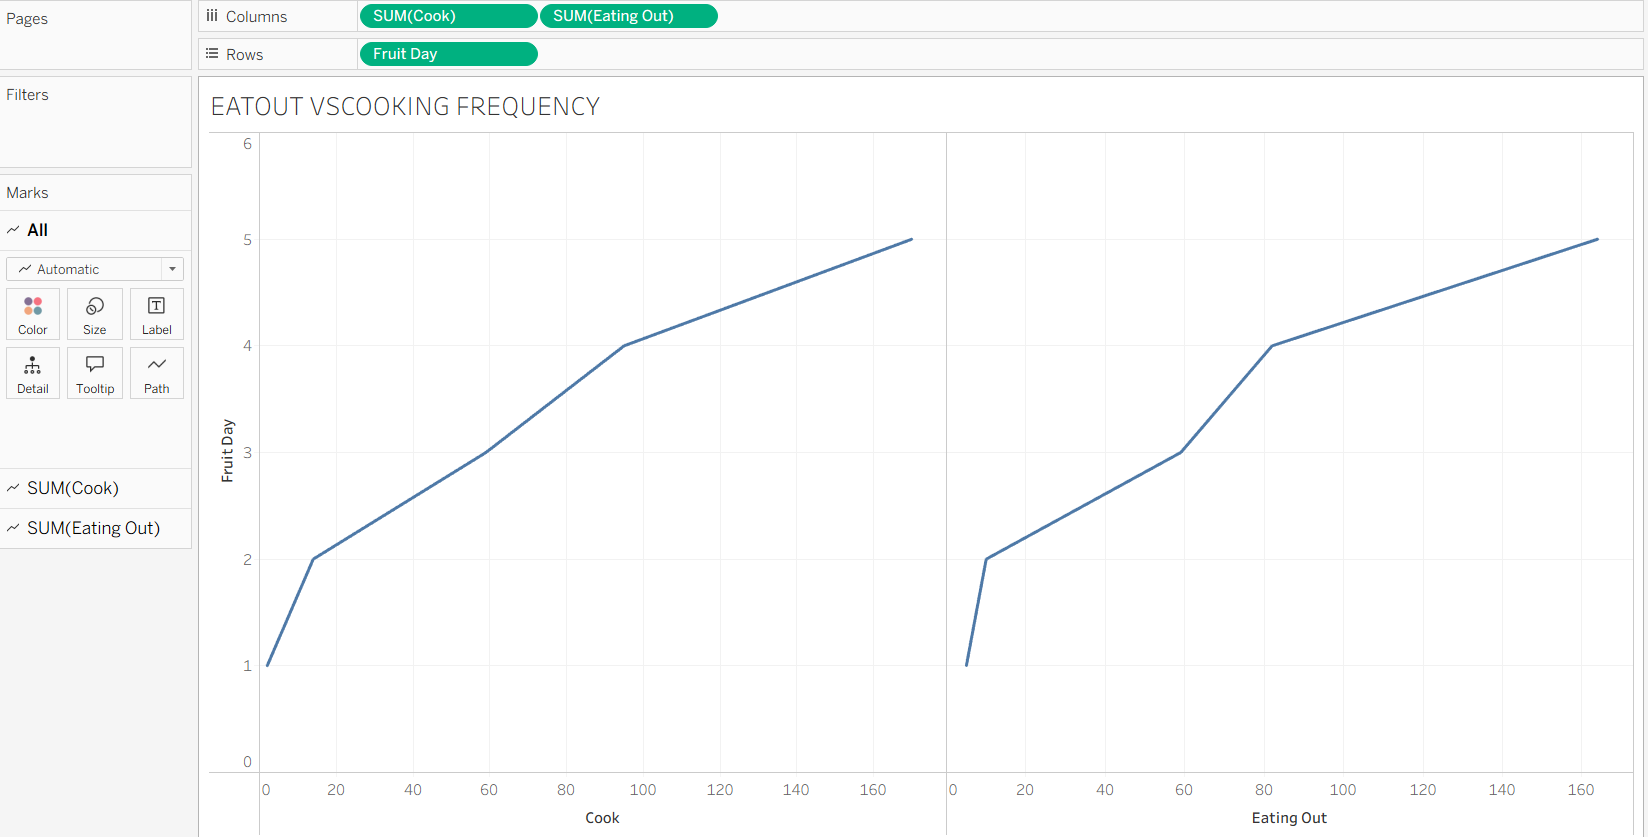 Pages
Columns
SUM(Cook)
SUM(Eating Out)
Rows
Fruit Day
Filters
Marks
All
Automatic
Color
Size
Label
Detail
Tooltip
Path
SUM(Cook)
SUM(Eating Out)
EATOUT VSCOOKING FREQUENCY
6
5
4
3
2
1
0
Fruit Day
0 20 40 60 80 100 120 140 160
Cook
0 20 40 60 80 100 120 140 160
Eating Out